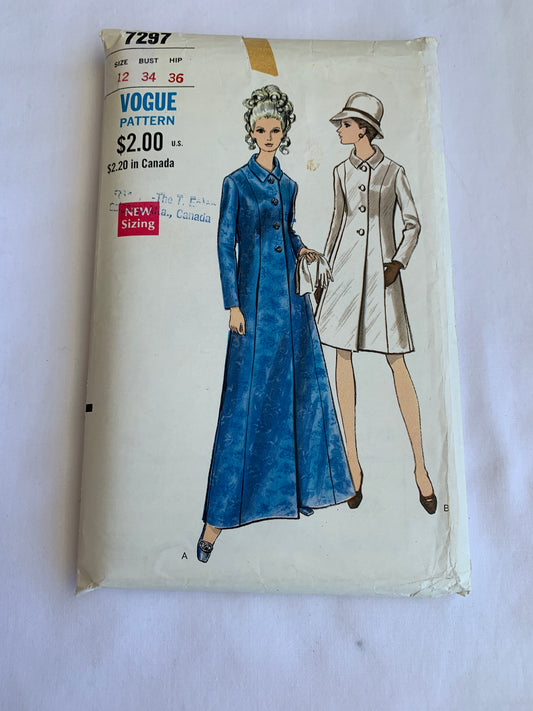 7297
SIZE BUST HIP
12 34 36
VOGUE
PATTERN
$2.00 U.S.
$2.20 in Canada
The T. Eaton
Canada
NEW
Sizing
A
B